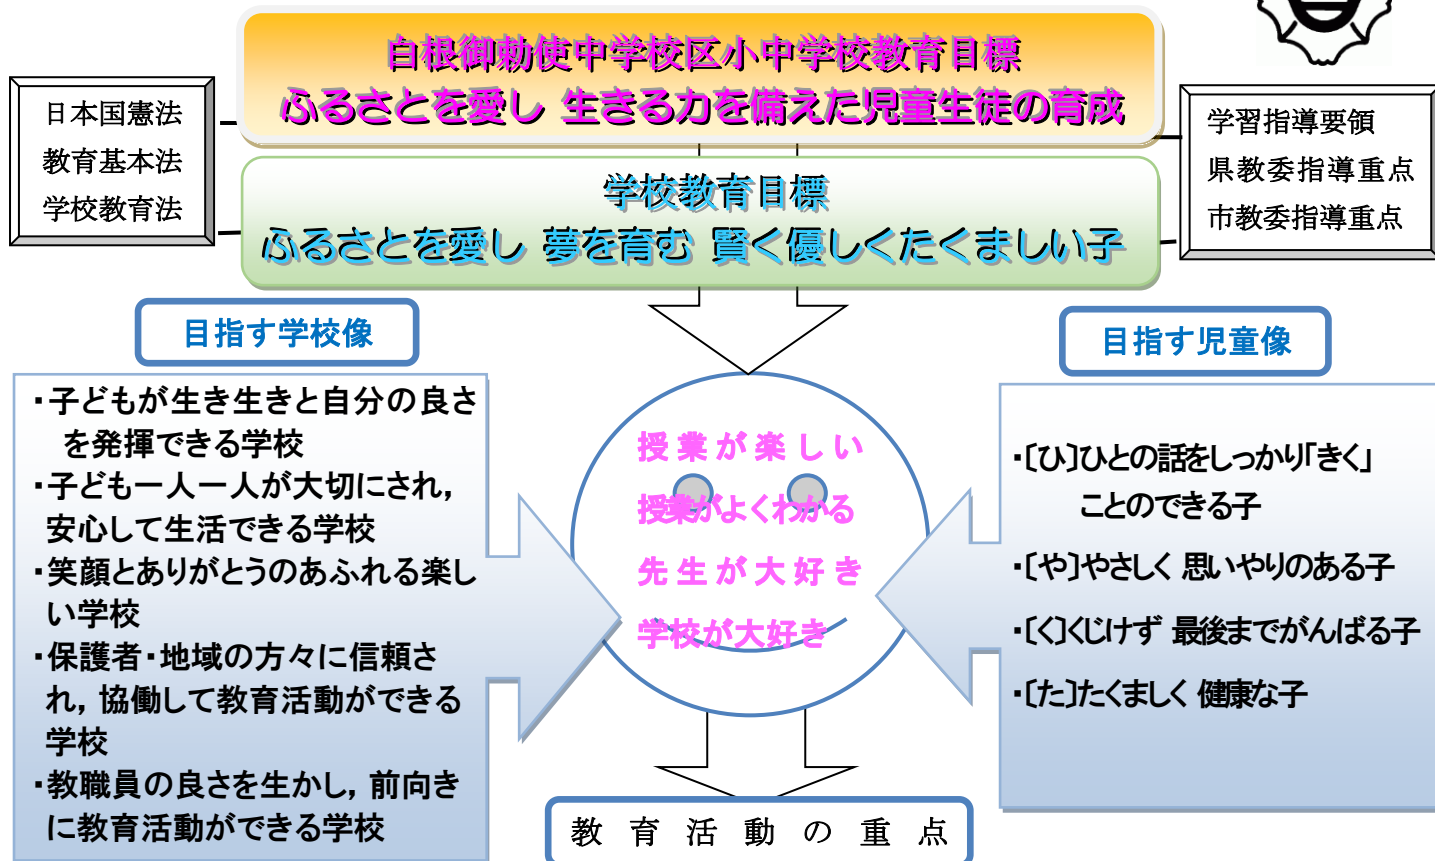 白根御勅使中学校区小中学校教育目標
ふるさとを愛し 生きる力を備えた児童生徒の育成
日本国憲法
教育基本法
学校教育法
学習指導要領
県教委指導重点
市教委指導重点
学校教育目標
ふるさとを愛し 夢を育む 賢く優しくたくましい子
目指す学校像
・子どもが生き生きと自分の良さ
を発揮できる学校
・子ども一人一人が大切にされ，
安心して生活できる学校
・笑顔とありがとうのあふれる楽し
い学校
・保護者・地域の方々に信頼さ
れ，協働して教育活動ができる
学校
・教職員の良さを生かし，前向き
に教育活動ができる学校
授業が楽しい
授業がよくわかる
先生が大好き
学校が大好き
目指す児童像
・〔ひ〕ひとの話をしっかり「きく」
ことのできる子
・〔や〕やさしく 思いやりのある子
・〔く〕くじけず 最後までがんばる子
・〔た〕たくましく 健康な子
教育活動の重点